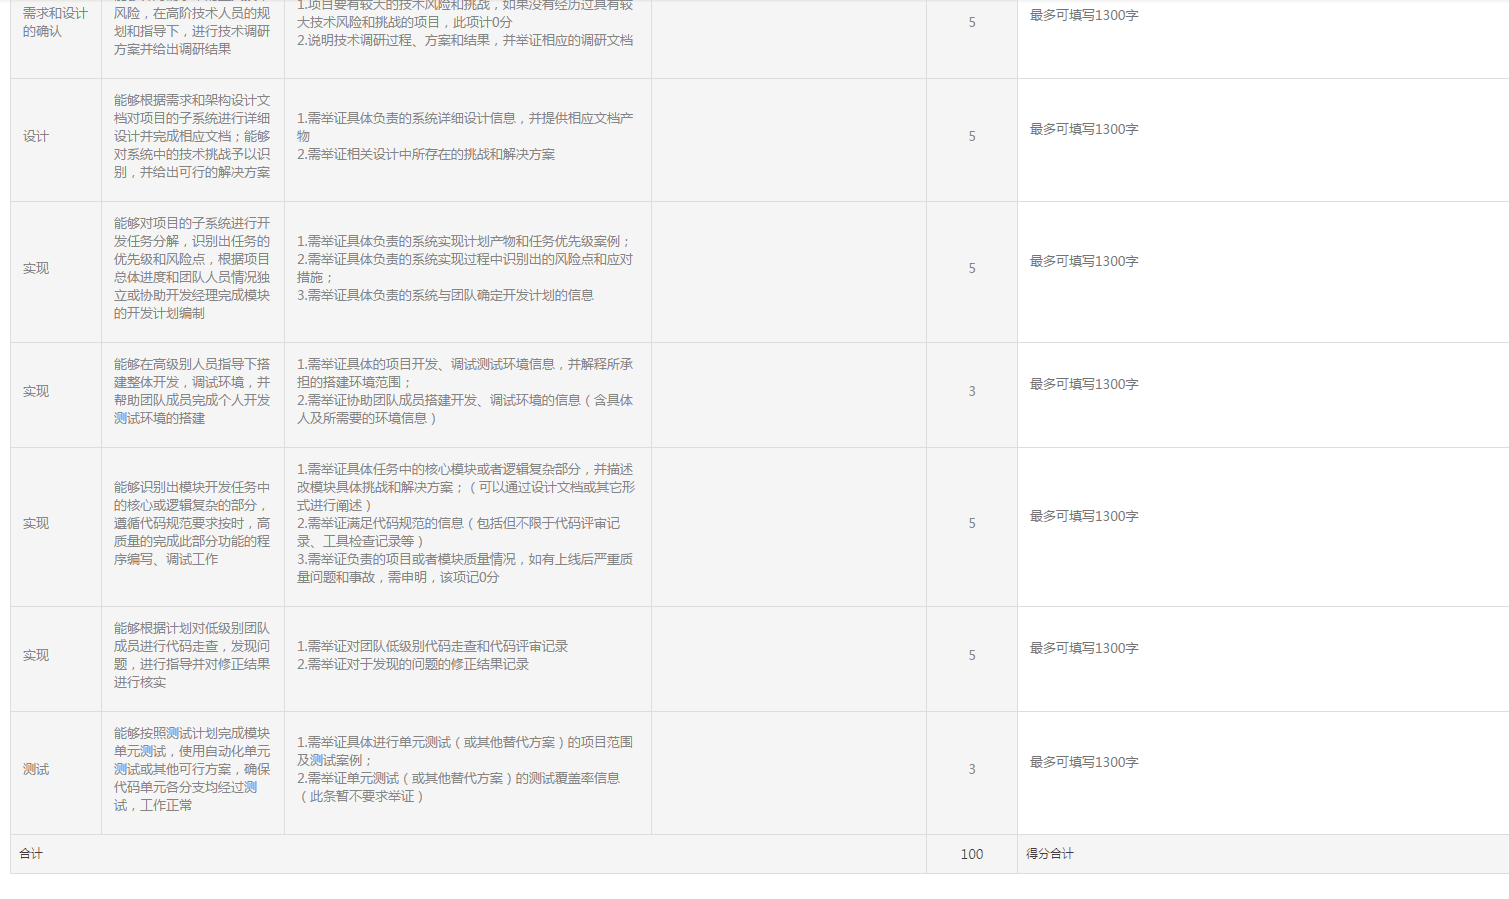 需求和设计
的确认
风险，在高阶技术人员的规
划和指导下，进行技术调研
方案并给出调研结果
1.项目要有较大的技术风险和挑战，如果没有经历过具有较
大技术风险和挑战的项目，此项计0分
2.说明技术调研过程、方案和结果，并举证相应的调研文档
5
最多可填写1300字
设计
能够根据需求和架构设计文
档对项目的子系统进行详细
设计并完成相应文档；能够
对系统中的技术挑战予以识
别，并给出可行的解决方案
1.需举证具体负责的系统详细设计信息，并提供相应文档产
物
2.需举证相关设计中所存在的挑战和解决方案
5
最多可填写1300字
实现
能够对项目的子系统进行开
发任务分解，识别出任务的
优先级和风险点，根据项目
总体进度和团队人员情况独
立或协助开发经理完成模块
的开发计划编制
1.需举证具体负责的系统实现计划产物和任务优先级案例；
2.需举证具体负责的系统实现过程中识别出的风险点和应对
措施；
3.需举证具体负责的系统与团队确定开发计划的信息
5
最多可填写1300字
实现
能够在高级别人员指导下搭
建整体开发，调试环境，并
帮助团队成员完成个人开发
测试环境的搭建
1.需举证具体的项目开发、调试测试环境信息，并解释所承
担的搭建环境范围；
2.需举证协助团队成员搭建开发、调试环境的信息（含具体
人及所需要的环境信息）
3
最多可填写1300字
实现
能够识别出模块开发任务中
的核心或逻辑复杂的部分，
遵循代码规范要求按时，高
质量的完成此部分功能的程
序编写、调试工作
1.需举证具体任务中的核心模块或者逻辑复杂部分，并描述
改模块具体挑战和解决方案；（可以通过设计文档或其它形
式进行阐述）
2.需举证满足代码规范的信息（包括但不限于代码评审记
录、工具检查记录等）
3.需举证负责的项目或者模块质量情况，如有上线后严重质
量问题和事故，需申明，该项记0分
5
最多可填写1300字
实现
能够根据计划对低级别团队
成员进行代码走查，发现问
题，进行指导并对修正结果
进行核实
1.需举证对团队低级别代码走查和代码评审记录
2.需举证对于发现的问题的修正结果记录
5
最多可填写1300字
测试
能够按照测试计划完成模块
单元测试，使用自动化单元
测试或其他可行方案，确保
代码单元各分支均经过测
试，工作正常
1.需举证具体进行单元测试（或其他替代方案）的项目范围
及测试案例；
2.需举证单元测试（或其他替代方案）的测试覆盖率信息
（此条暂不要求举证）
3
最多可填写1300字
合计
100
得分合计